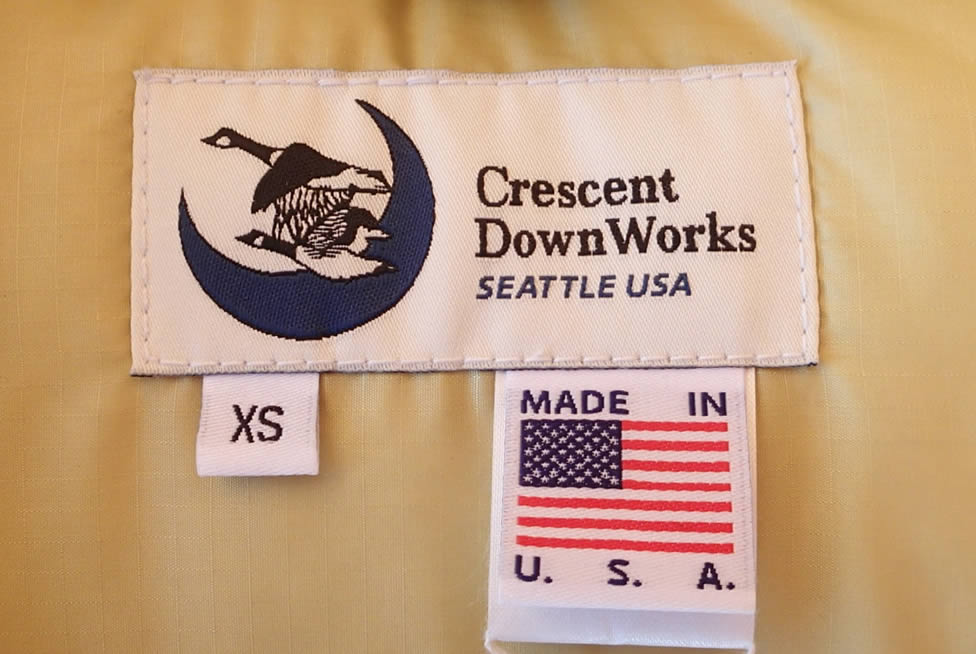 Crescent
DownWorks
SEATTLE USA
XS
MADE IN
U. S. A.